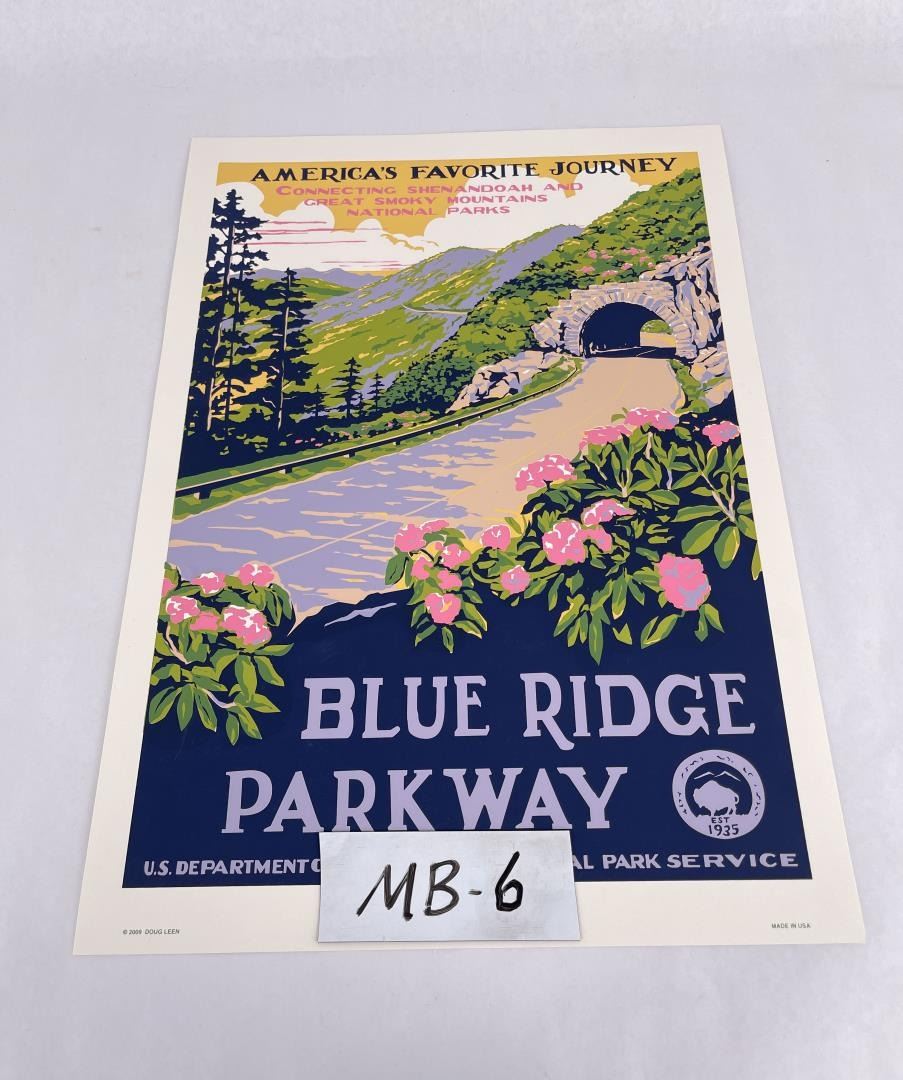 AMERICA'S FAVORITE JOURNEY
CONNECTING SHENANDOAH AND
GREAT SMOKY MOUNTAINS
NATIONAL PARKS
BLUE RIDGE
PARKWAY
EST
1935
U.S. DEPARTMENT AL PARK SERVICE
MB-6
© 2009 DOUG LEEN
MADE IN USA